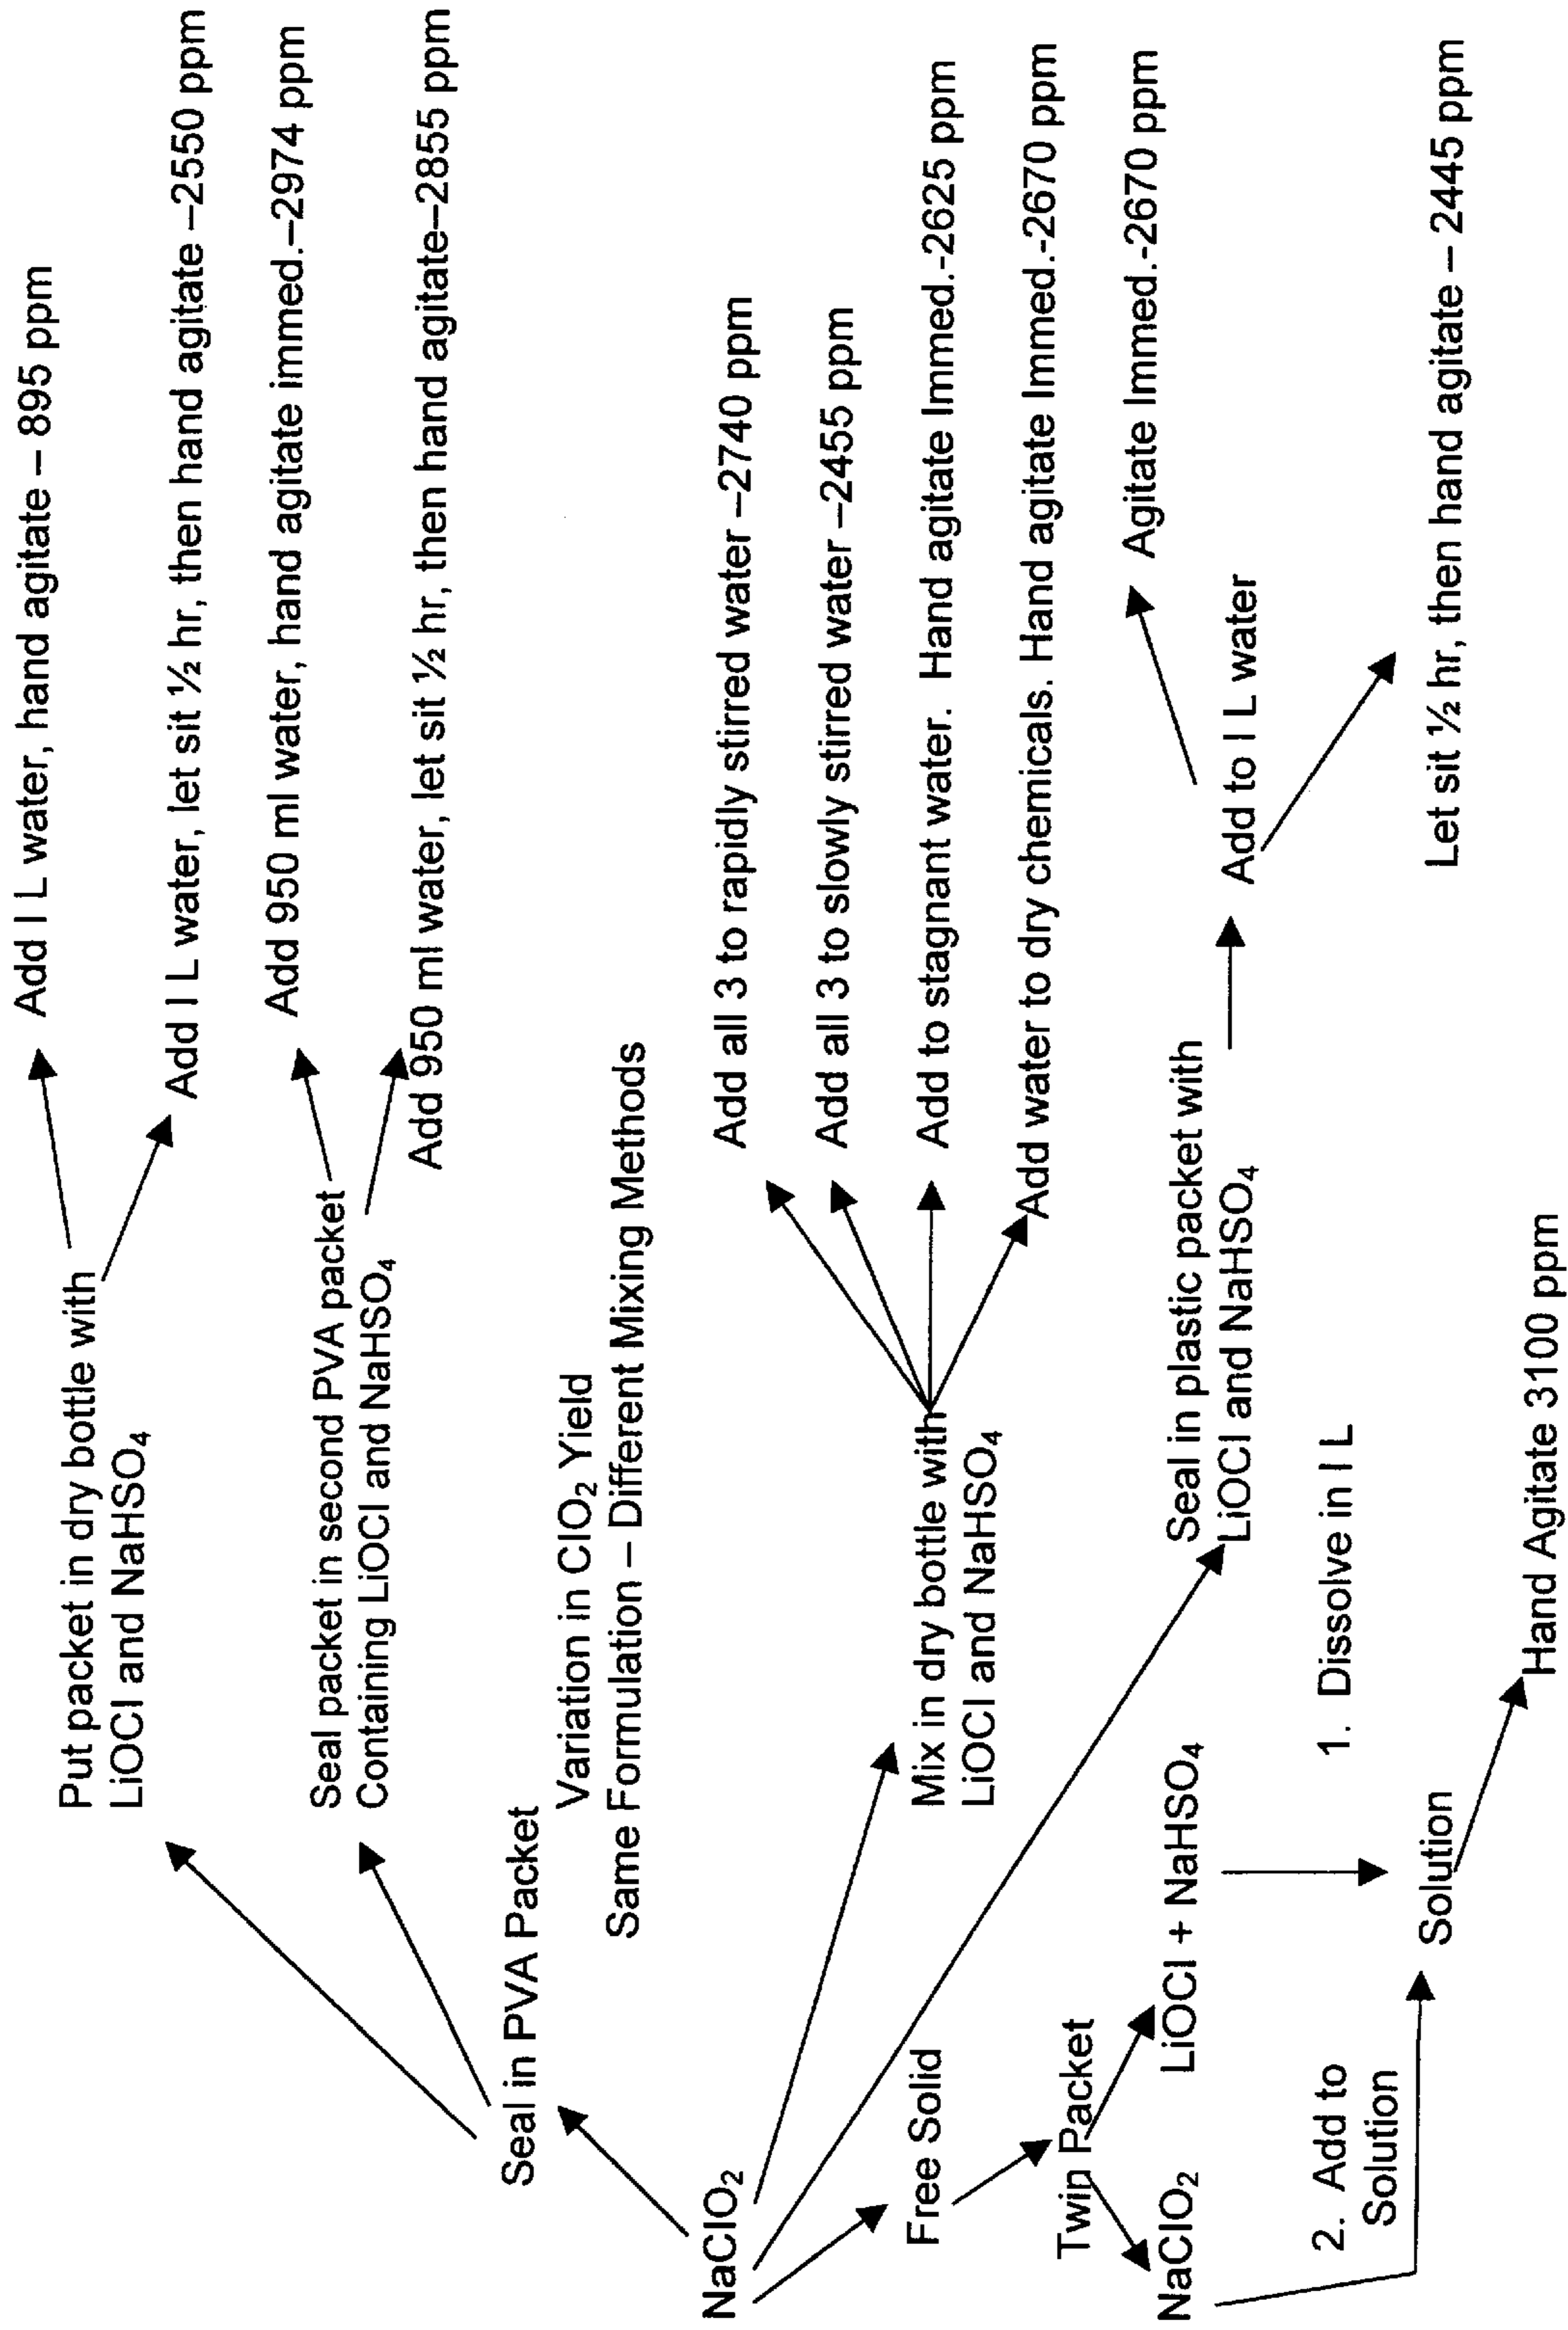 Add I L water, hand agitate – 895 ppm
Put packet in dry bottle with
LiOCl and NaHSO₄
Add I L water, let sit ½ hr, then hand agitate –2550 ppm
Add 950 ml water, hand agitate immed.–2974 ppm
Seal packet in second PVA packet
Containing LiOCl and NaHSO₄
Add 950 ml water, let sit ½ hr, then hand agitate–2855 ppm
Seal in PVA Packet
Variation in ClO₂ Yield
Same Formulation – Different Mixing Methods
NaClO₂
Add all 3 to rapidly stirred water –2740 ppm
Add all 3 to slowly stirred water –2455 ppm
Mix in dry bottle with
LiOCl and NaHSO₄
Add to stagnant water. Hand agitate Immed.-2625 ppm
Add water to dry chemicals. Hand agitate Immed.-2670 ppm
Free Solid
Twin Packet
Agitate Immed.-2670 ppm
Seal in plastic packet with
LiOCl and NaHSO₄
Add to I L water
NaClO₂
LiOCl + NaHSO₄
2. Add to
Solution
1. Dissolve in I L
Let sit ½ hr, then hand agitate – 2445 ppm
Solution
Hand Agitate 3100 ppm